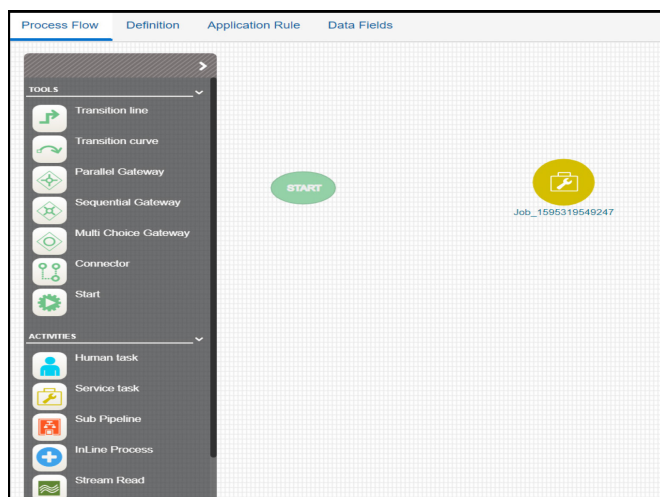 Process Flow Definition Application Rule Data Fields
TOOLS
Transition line
Transition curve
Parallel Gateway
Sequential Gateway
Multi Choice Gateway
Connector
Start
ACTIVITIES
Human task
Service task
Sub Pipeline
InLine Process
Stream Read
START
Job_1595319549247